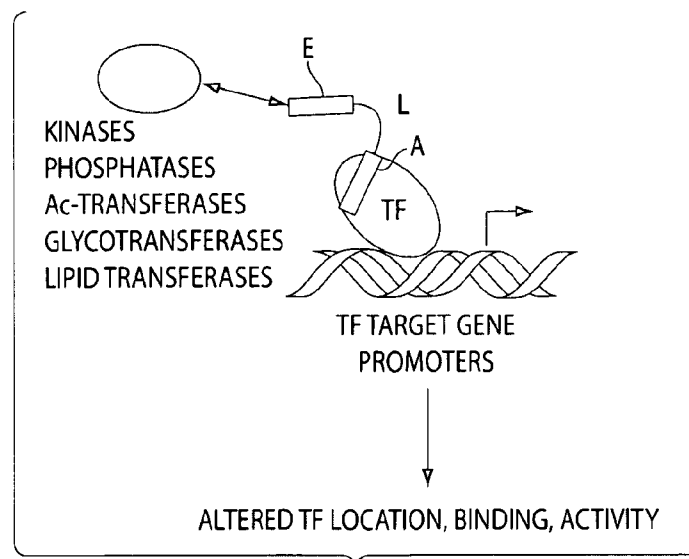 E
L
KINASES
A
PHOSPHATASES
Ac-TRANSFERASES
TF
GLYCOTRANSFERASES
LIPID TRANSFERASES
TF TARGET GENE
PROMOTERS
ALTERED TF LOCATION, BINDING, ACTIVITY